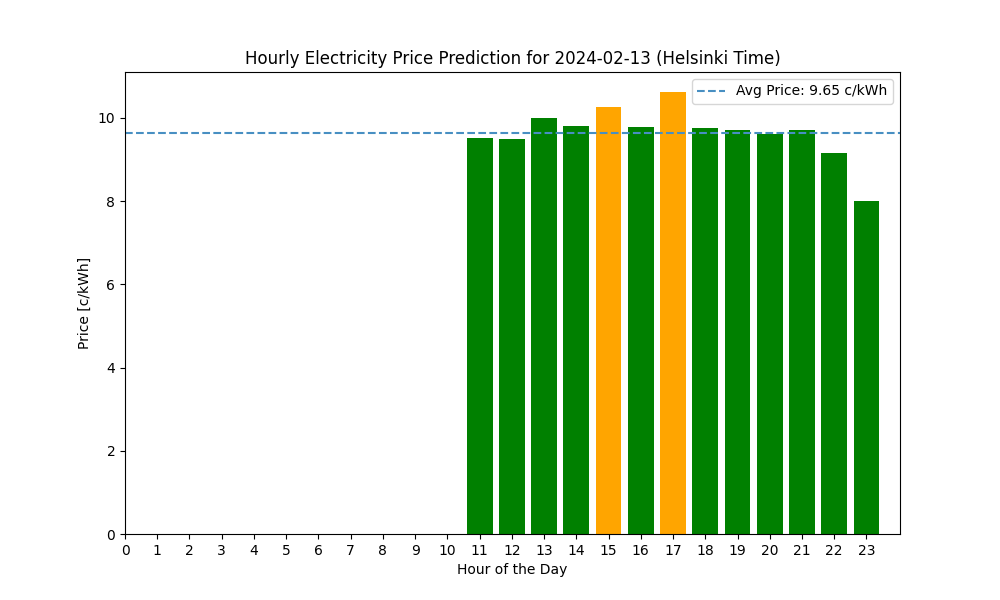 Hourly Electricity Price Prediction for 2024-02-13 (Helsinki Time)
Avg Price: 9.65 c/kWh
Price [c/kWh]
10
8
6
4
2
0
0 1 2 3 4 5 6 7 8 9 10 11 12 13 14 15 16 17 18 19 20 21 22 23
Hour of the Day